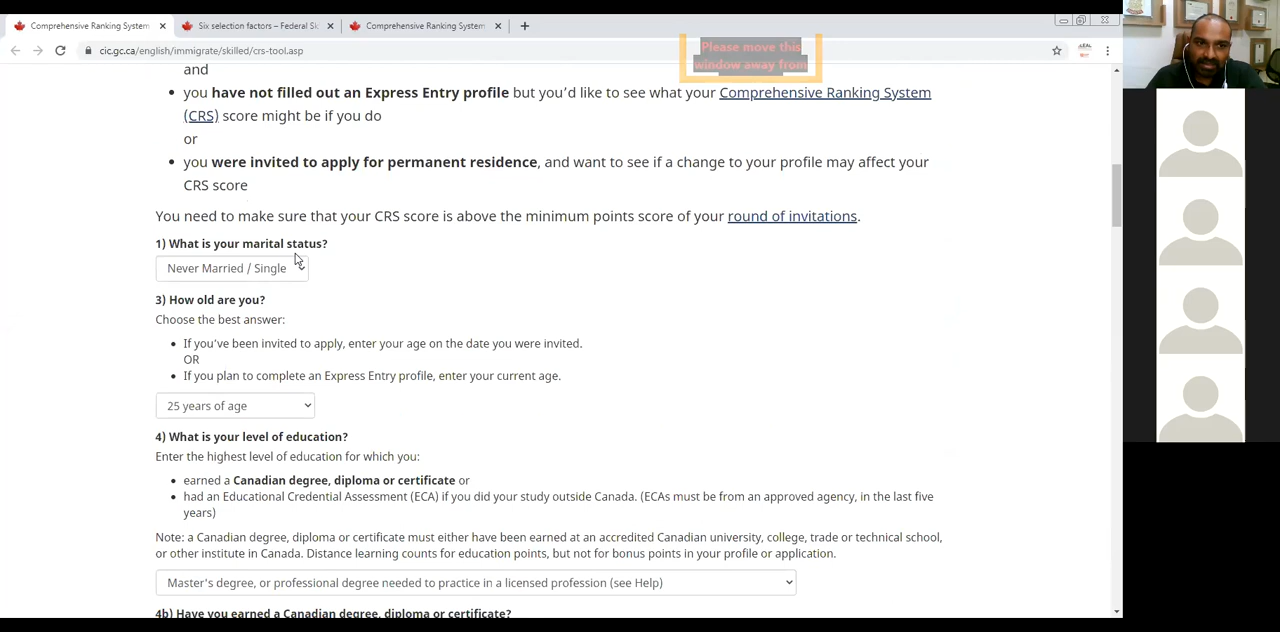 Comprehensive Ranking System
Six selection factors – Federal Sk
Comprehensive Ranking System
cic.gc.ca/english/immigrate/skilled/crs-tool.asp
Please move this
window away from
and
you have not filled out an Express Entry profile but you'd like to see what your Comprehensive Ranking System
(CRS) score might be if you do
or
you were invited to apply for permanent residence, and want to see if a change to your profile may affect your
CRS score
You need to make sure that your CRS score is above the minimum points score of your round of invitations.
1) What is your marital status?
Never Married / Single
3) How old are you?
Choose the best answer:
If you've been invited to apply, enter your age on the date you were invited.
OR
If you plan to complete an Express Entry profile, enter your current age.
25 years of age
4) What is your level of education?
Enter the highest level of education for which you:
earned a Canadian degree, diploma or certificate or
had an Educational Credential Assessment (ECA) if you did your study outside Canada. (ECAs must be from an approved agency, in the last five
years)
Note: a Canadian degree, diploma or certificate must either have been earned at an accredited Canadian university, college, trade or technical school,
or other institute in Canada. Distance learning counts for education points, but not for bonus points in your profile or application.
Master's degree, or professional degree needed to practice in a licensed profession (see Help)
4b) Have you earned a Canadian degree, diploma or certificate?